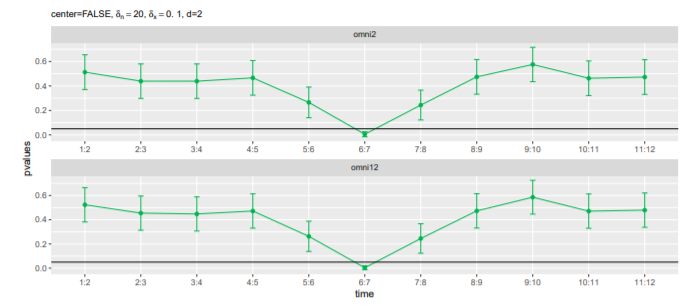 center=FALSE, δn = 20, δx = 0. 1, d=2
omni2
0.6
0.4
0.2
0.0
1:2 2:3 3:4 4:5 5:6 6:7 7:8 8:9 9:10 10:11 11:12
pvalues
omni12
0.6
0.4
0.2
0.0
1:2 2:3 3:4 4:5 5:6 6:7 7:8 8:9 9:10 10:11 11:12
time